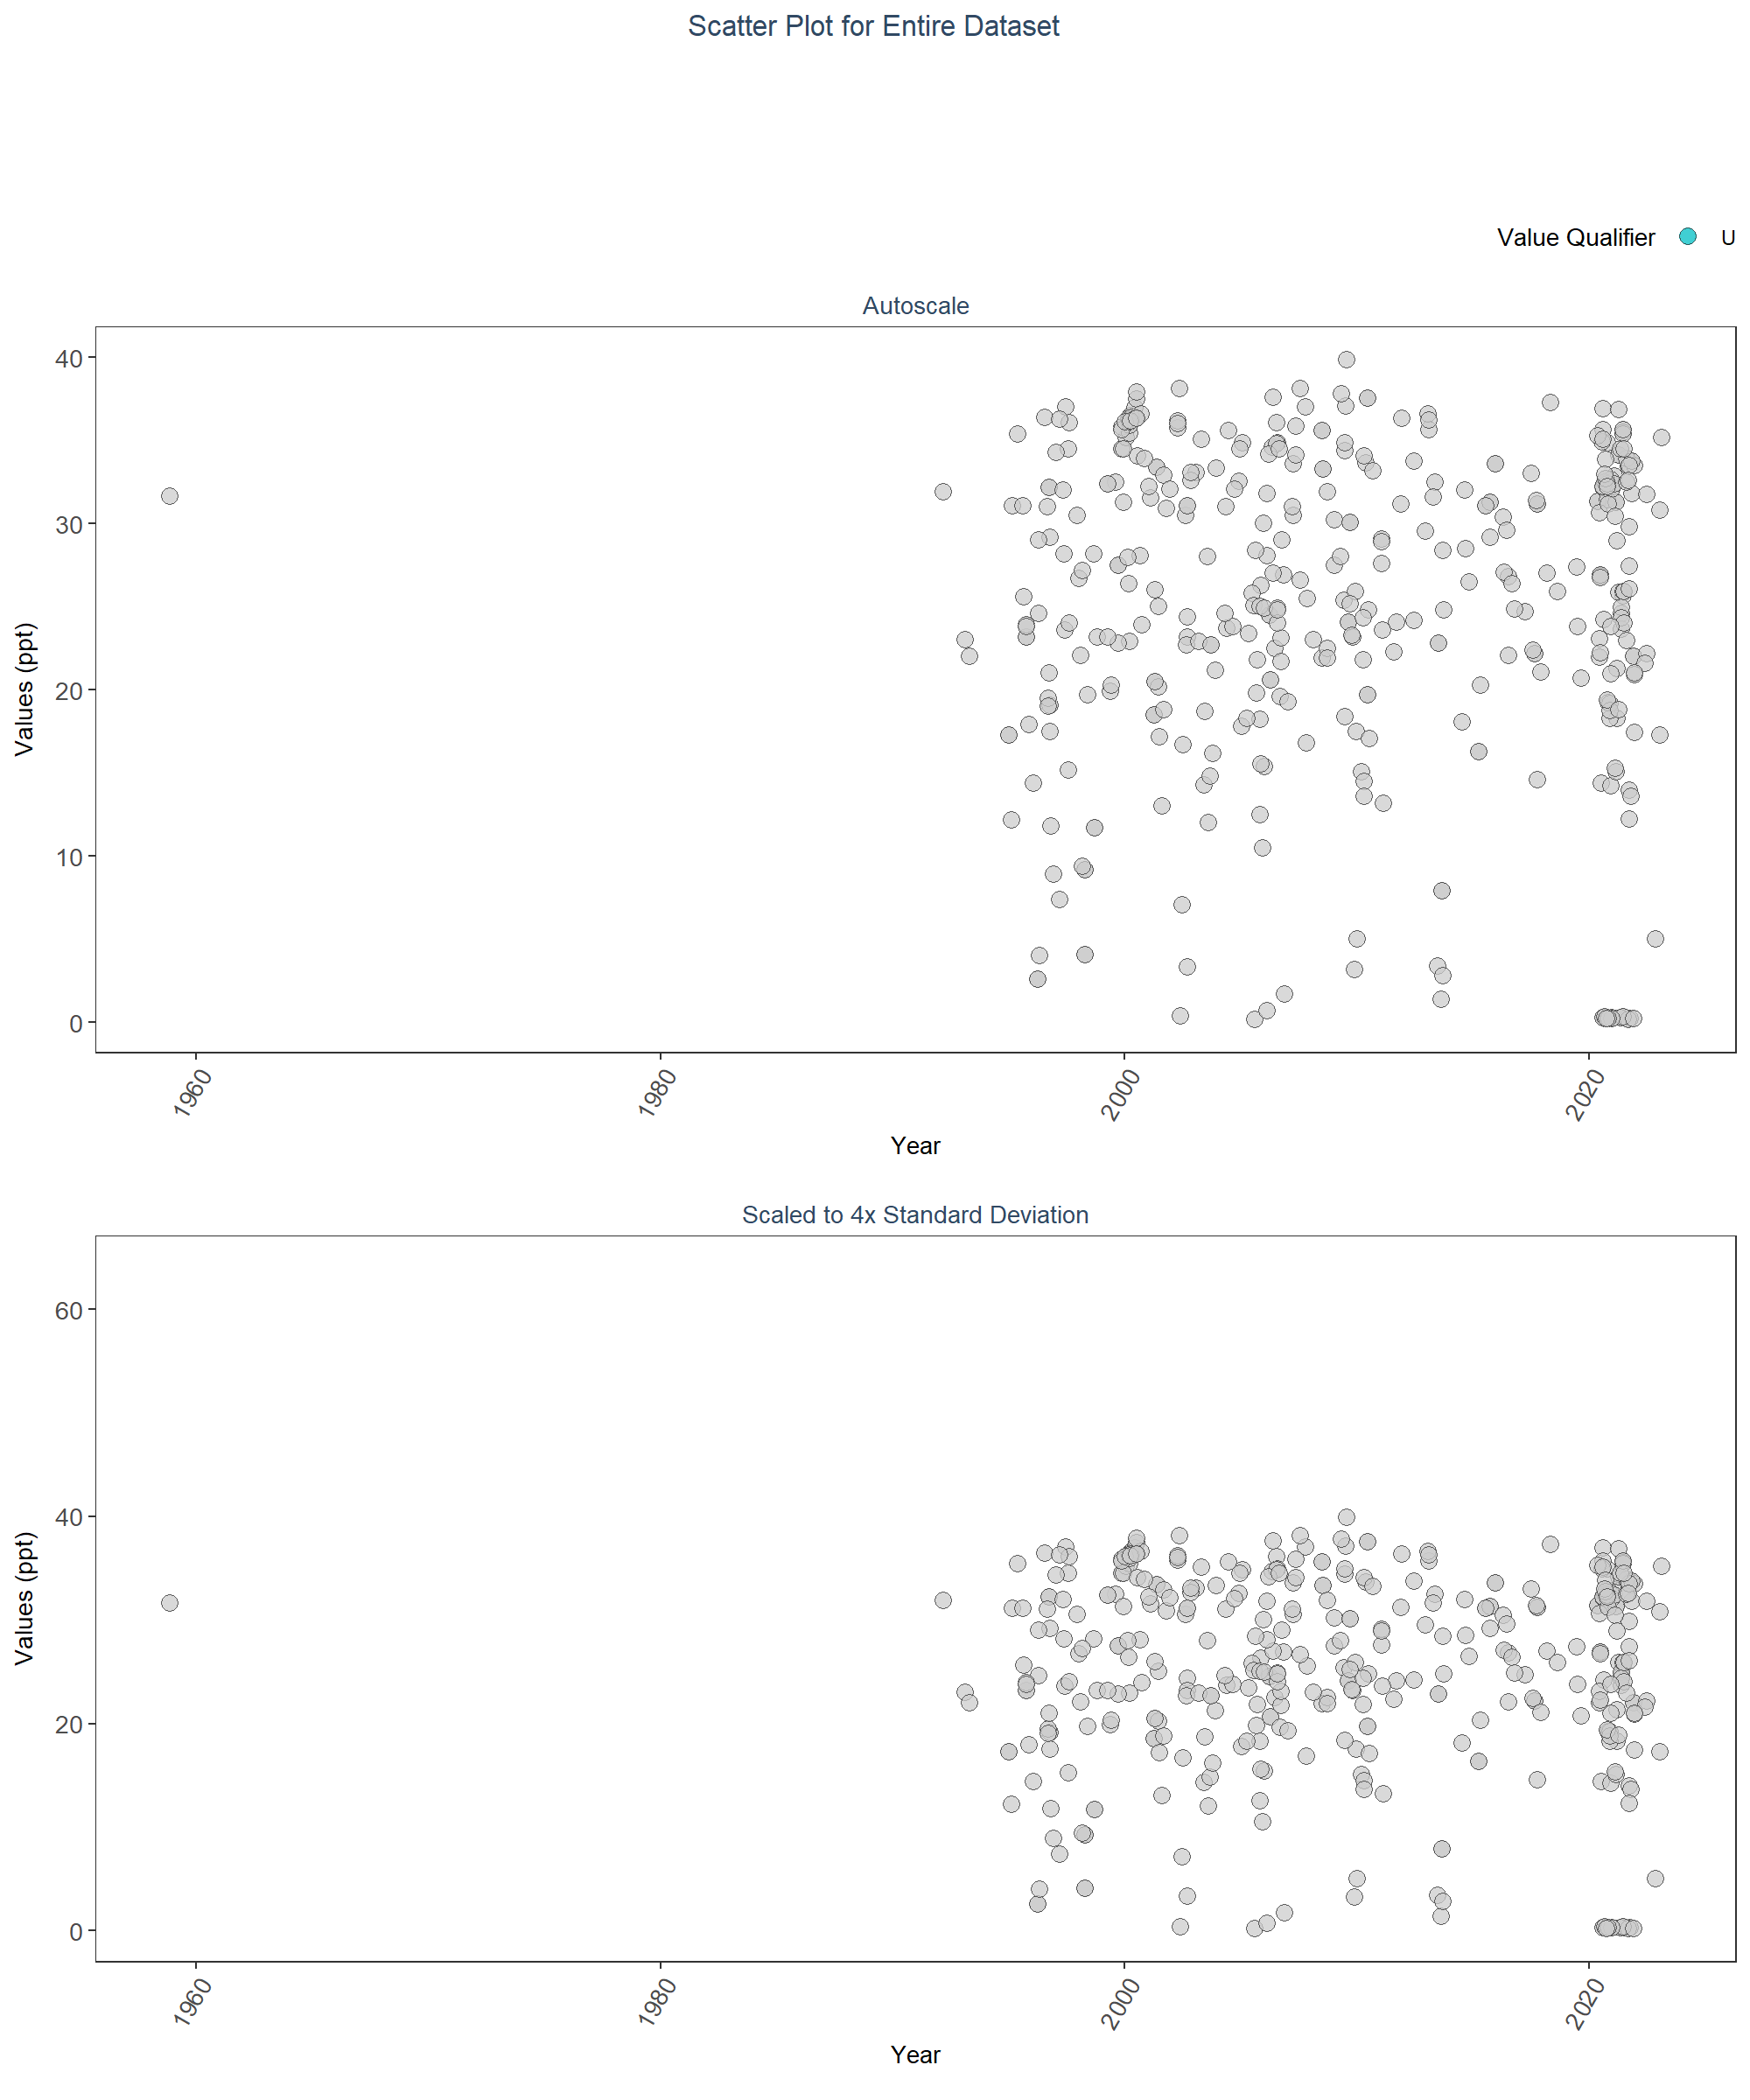 Scatter Plot for Entire Dataset
Value Qualifier U
Autoscale
40
30
20
10
0
Values (ppt)
1960 1980 2000 2020
Year
Scaled to 4x Standard Deviation
60
40
20
0
Values (ppt)
1960 1980 2000 2020
Year